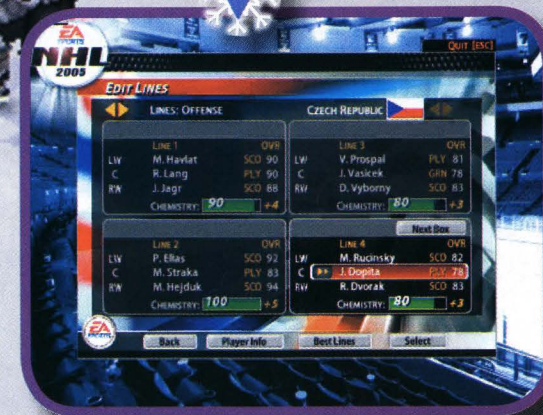 EA SPORTS
NHL
2005
QUIT [ESC]
EDIT LINES
LINES: OFFENSE
CZECH REPUBLIC
LINE 1 OVR
LW M. Havlat SCO 90
C R. Lang PLY 90
RW J. Jagr SCO 88
CHEMISTRY: 90 +4
LINE 3 OVR
LW V. Prospal PLY 81
C J. Vasicek GRN 78
RW D. Vyborny SCO 83
CHEMISTRY: 80 +3
LINE 2 OVR
LW P. Elias SCO 92
C M. Straka PLY 83
RW M. Hejduk SCO 94
CHEMISTRY: 100 +5
Next Box
LINE 4 OVR
LW M. Rucinsky SCO 82
C J. Dopita PLY 78
RW R. Dvorak SCO 83
CHEMISTRY: 80 +3
EA
Back Player Info Best Lines Select